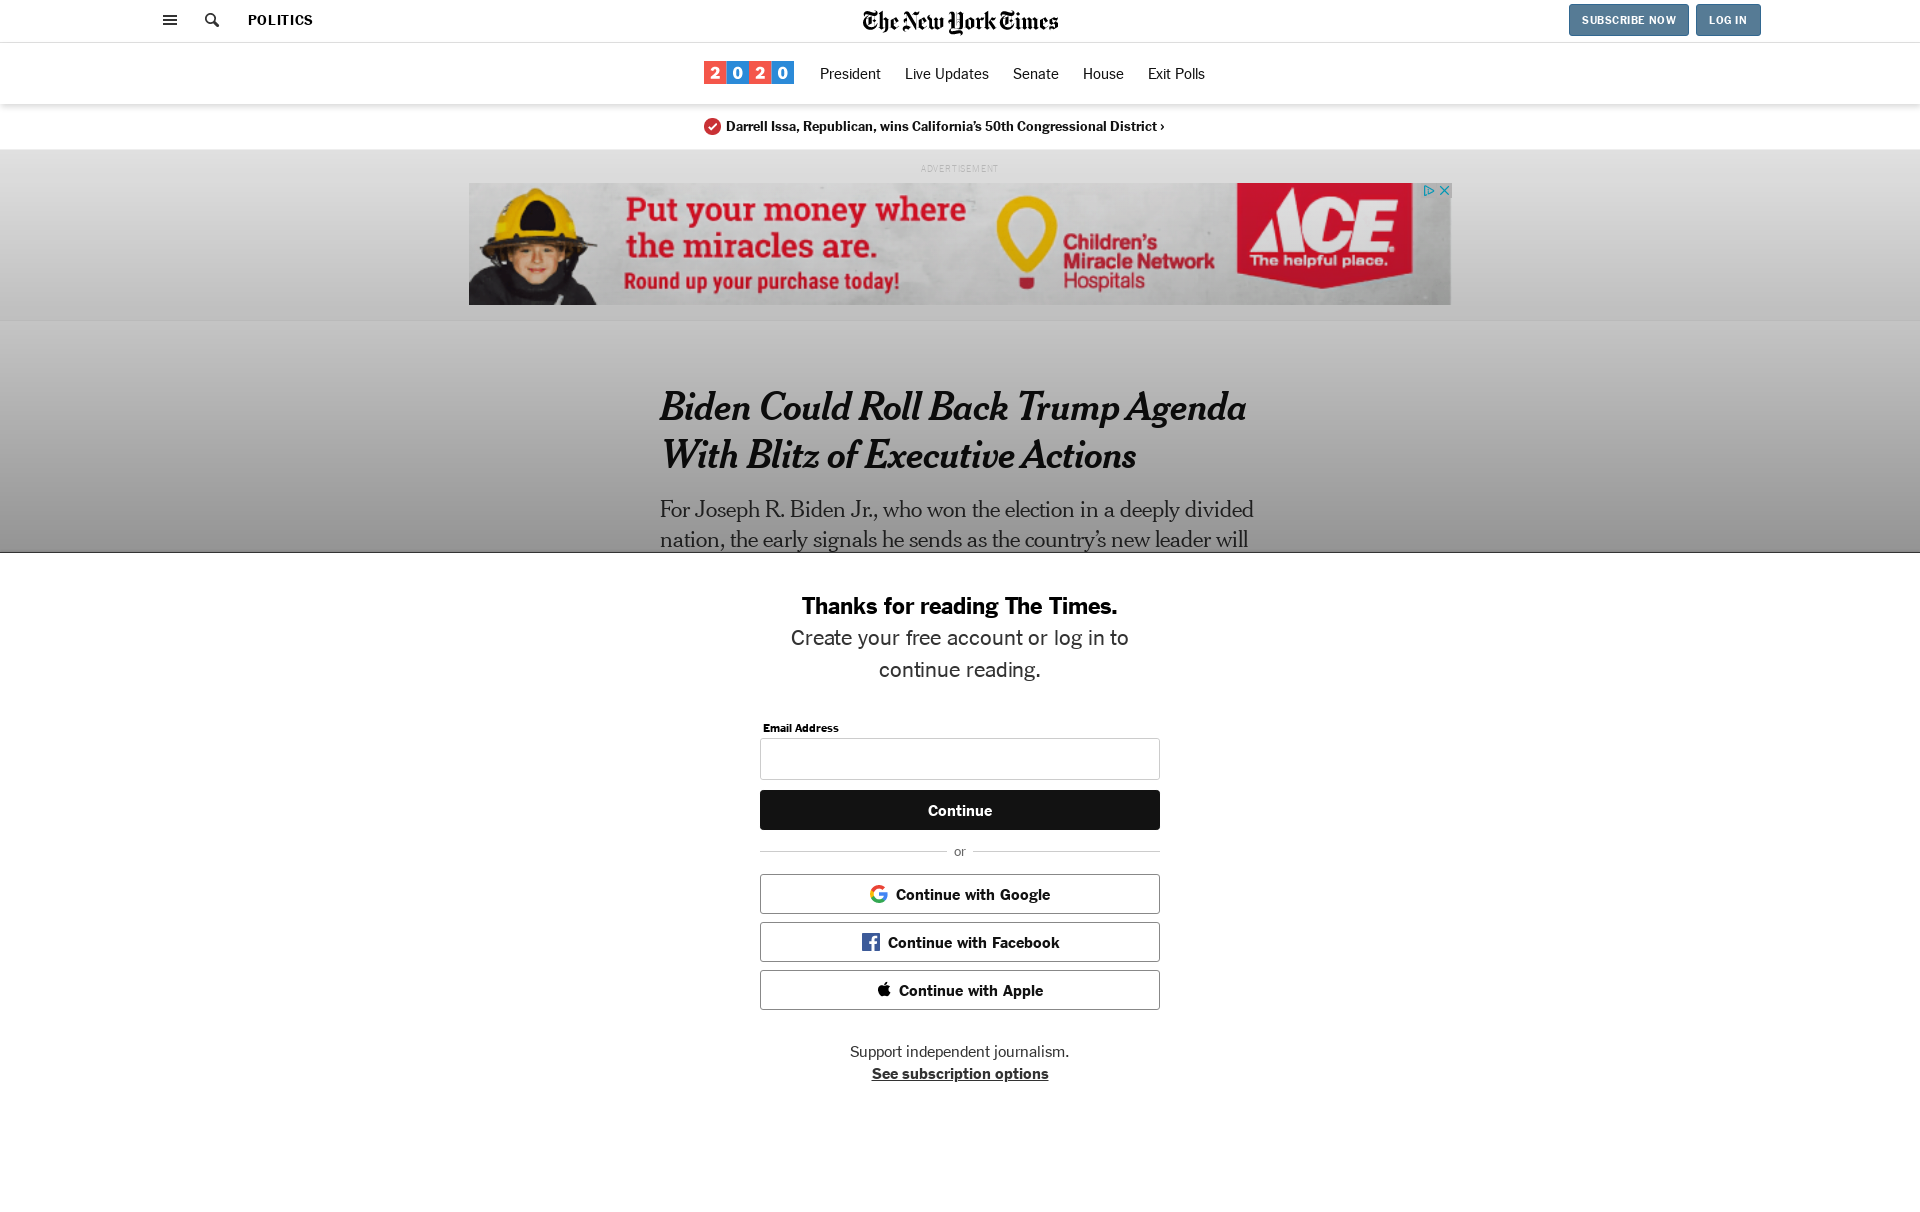 POLITICS
The New York Times
SUBSCRIBE NOW
LOG IN
2020
President
Live Updates
Senate
House
Exit Polls
Darrell Issa, Republican, wins California’s 50th Congressional District ›
ADVERTISEMENT
Put your money where
the miracles are.
Round up your purchase today!
Children's
Miracle Network
Hospitals
ACE
The helpful place.
Biden Could Roll Back Trump Agenda
With Blitz of Executive Actions
For Joseph R. Biden Jr., who won the election in a deeply divided
nation, the early signals he sends as the country’s new leader will
Thanks for reading The Times.
Create your free account or log in to
continue reading.
Email Address
Continue
or
Continue with Google
Continue with Facebook
Continue with Apple
Support independent journalism.
See subscription options